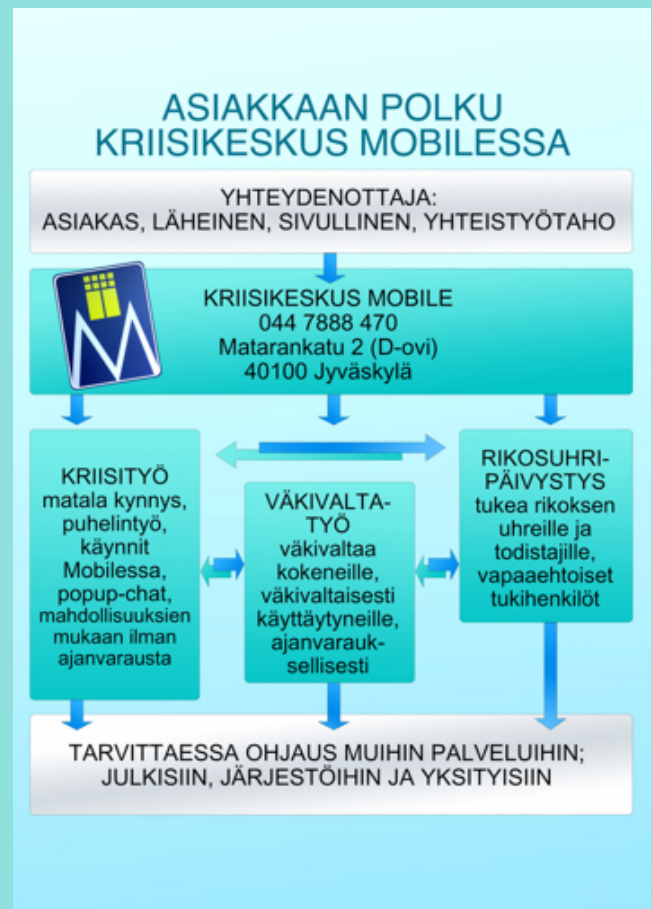 ASIAKKAAN POLKU
KRIISIKESKUS MOBILESSA
YHTEYDENOTTAJA:
ASIAKAS, LÄHEINEN, SIVULLINEN, YHTEISTYÖTAHO
KRIISIKESKUS MOBILE
044 7888 470
Matarankatu 2 (D-ovi)
40100 Jyväskylä
KRIISITYÖ
matala kynnys,
puhelintyö,
käynnit
Mobilessa,
popup-chat,
mahdollisuuksien
mukaan ilman
ajanvarausta
VÄKIVALTA-
TYÖ
väkivaltaa
kokeneille,
väkivaltaisesti
käyttäytyneille,
ajanvarauk-
sellisesti
RIKOSUHRI-
PÄIVYSTYS
tukea rikoksen
uhreille ja
todistajille,
vapaaehtoiset
tukihenkilöt
TARVITTAESSA OHJAUS MUIHIN PALVELUIHIN;
JULKISIIN, JÄRJESTÖIHIN JA YKSITYISIIN